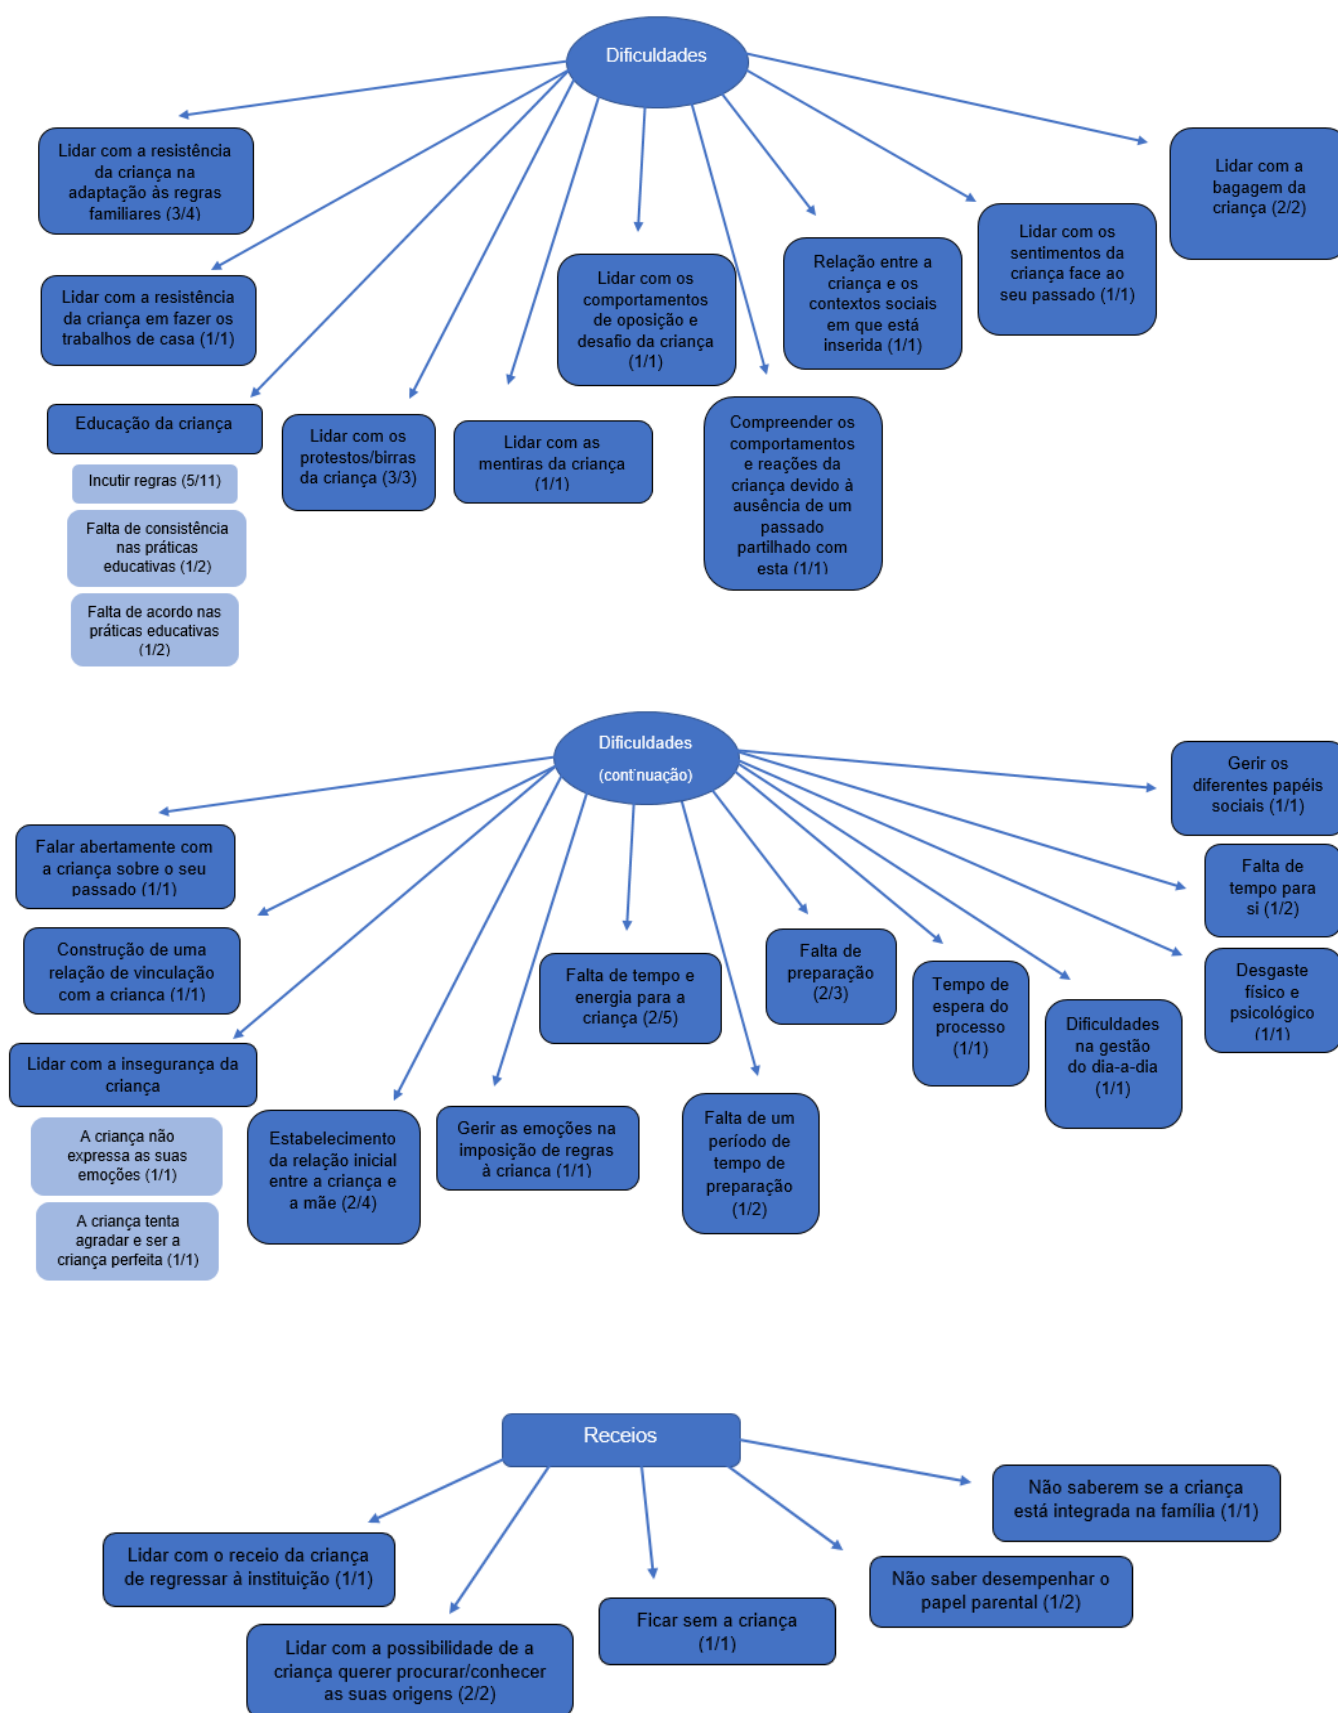 Dificuldades
Lidar com a resistência
da criança na
adaptação às regras
familiares (3/4)
Lidar com a resistência
da criança em fazer os
trabalhos de casa (1/1)
Educação da criança
Incutir regras (5/11)
Falta de consistência
nas práticas
educativas (1/2)
Falta de acordo nas
práticas educativas
(1/2)
Lidar com os
protestos/birras
da criança (3/3)
Lidar com as
mentiras da criança
(1/1)
Lidar com os
comportamentos
de oposição e
desafio da criança
(1/1)
Compreender os
comportamentos
e reações da
criança devido à
ausência de um
passado
partilhado com
esta (1/1)
Relação entre a
criança e os
contextos sociais
em que está
inserida (1/1)
Lidar com os
sentimentos da
criança face ao
seu passado (1/1)
Lidar com a
bagagem da
criança (2/2)
Dificuldades
(continuação)
Falar abertamente com
a criança sobre o seu
passado (1/1)
Construção de uma
relação de vinculação
com a criança (1/1)
Lidar com a insegurança da
criança
A criança não
expressa as suas
emoções (1/1)
A criança tenta
agradar e ser a
criança perfeita (1/1)
Estabelecimento
da relação inicial
entre a criança e
a mãe (2/4)
Gerir as emoções na
imposição de regras
à criança (1/1)
Falta de tempo e
energia para a
criança (2/5)
Falta de um
período de
tempo de
preparação
(1/2)
Falta de
preparação
(2/3)
Tempo de
espera do
processo
(1/1)
Dificuldades
na gestão
do dia-a-dia
(1/1)
Desgaste
físico e
psicológico
(1/1)
Falta de
tempo para
si (1/2)
Gerir os
diferentes papéis
sociais (1/1)
Receios
Lidar com o receio da criança
de regressar à instituição (1/1)
Lidar com a possibilidade de a
criança querer procurar/conhecer
as suas origens (2/2)
Ficar sem a criança
(1/1)
Não saber desempenhar o
papel parental (1/2)
Não saberem se a criança
está integrada na família (1/1)